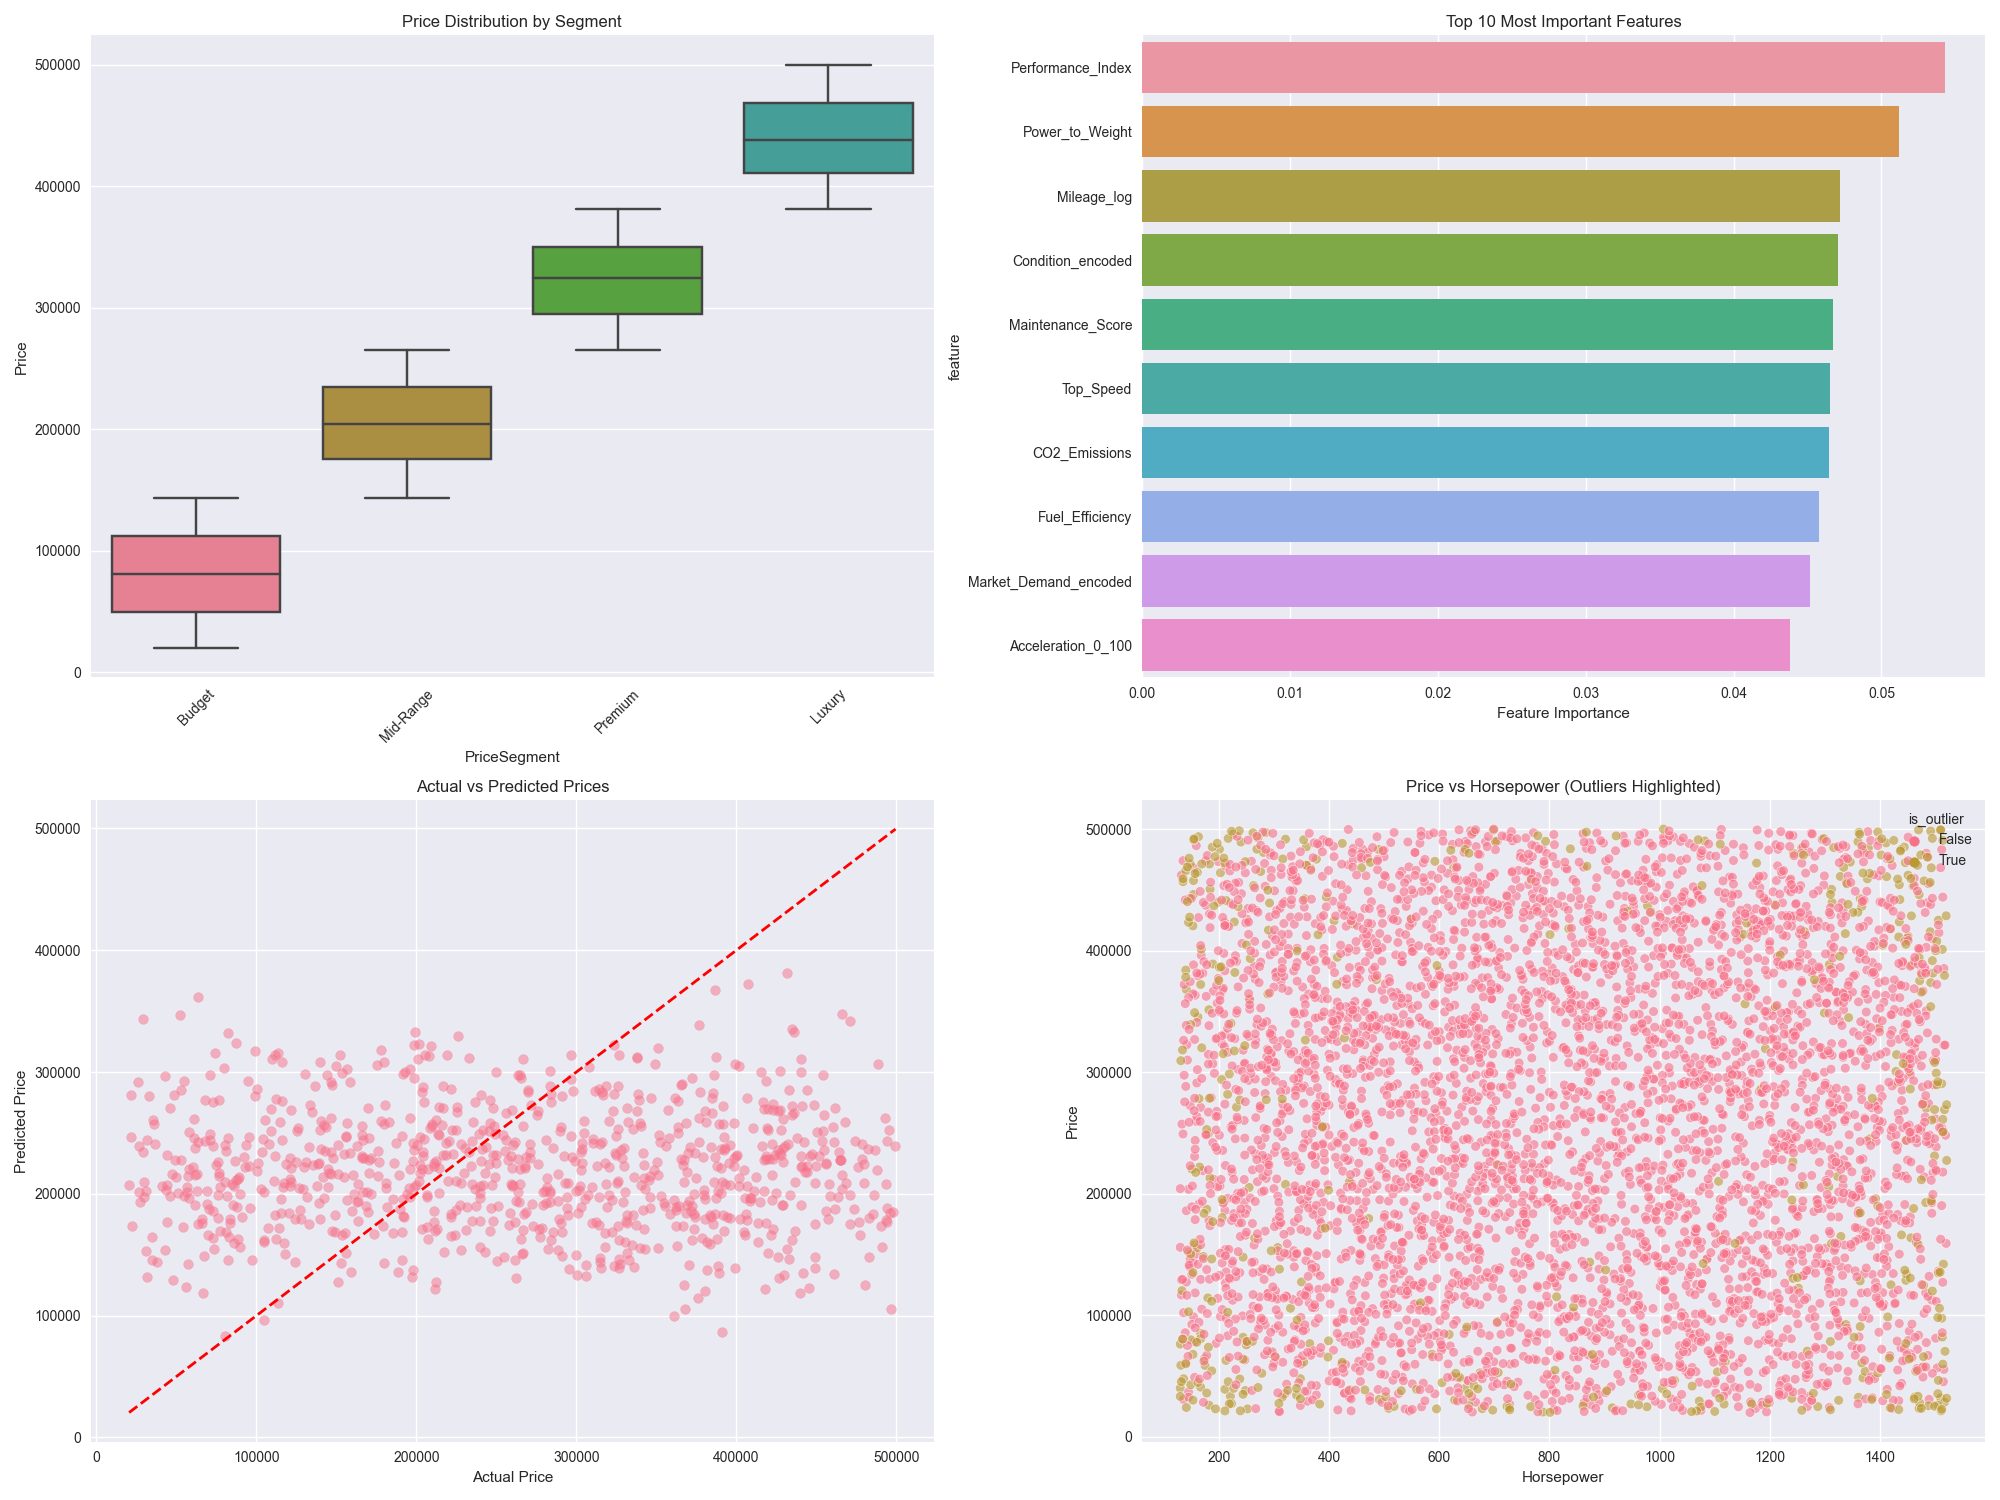 Price Distribution by Segment
500000
400000
300000
200000
100000
0
Price
Budget
Mid-Range
Premium
Luxury
PriceSegment
Top 10 Most Important Features
Performance_Index
Power_to_Weight
Mileage_log
Condition_encoded
Maintenance_Score
Top_Speed
CO2_Emissions
Fuel_Efficiency
Market_Demand_encoded
Acceleration_0_100
feature
0.00 0.01 0.02 0.03 0.04 0.05
Feature Importance
Actual vs Predicted Prices
500000
400000
300000
200000
100000
0
Predicted Price
0 100000 200000 300000 400000 500000
Actual Price
Price vs Horsepower (Outliers Highlighted)
is_outlier
False
True
500000
400000
300000
200000
100000
0
Price
200 400 600 800 1000 1200 1400
Horsepower